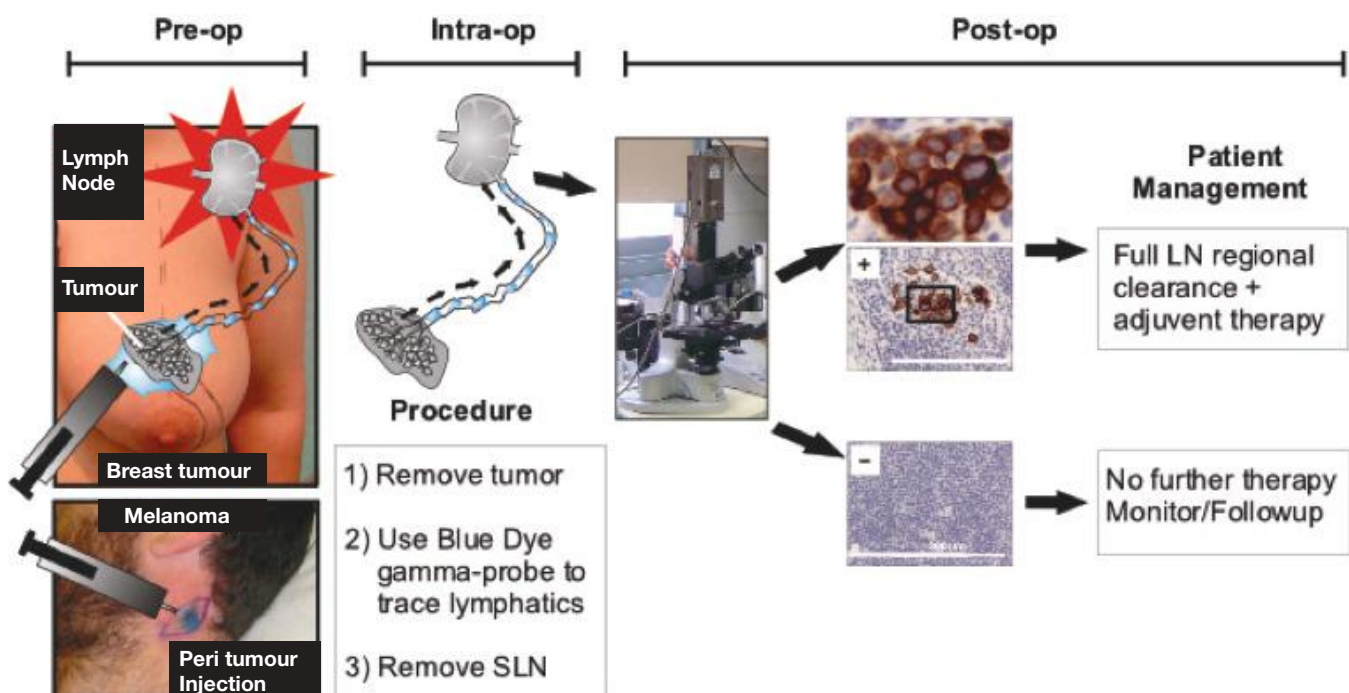 Pre-op
Intra-op
Post-op
Lymph
Node
Tumour
Breast tumour
Melanoma
Peri tumour
Injection
Procedure
1) Remove tumor
2) Use Blue Dye
gamma-probe to
trace lymphatics
3) Remove SLN
+
−
Patient
Management
Full LN regional
clearance +
adjuvent therapy
No further therapy
Monitor/Followup